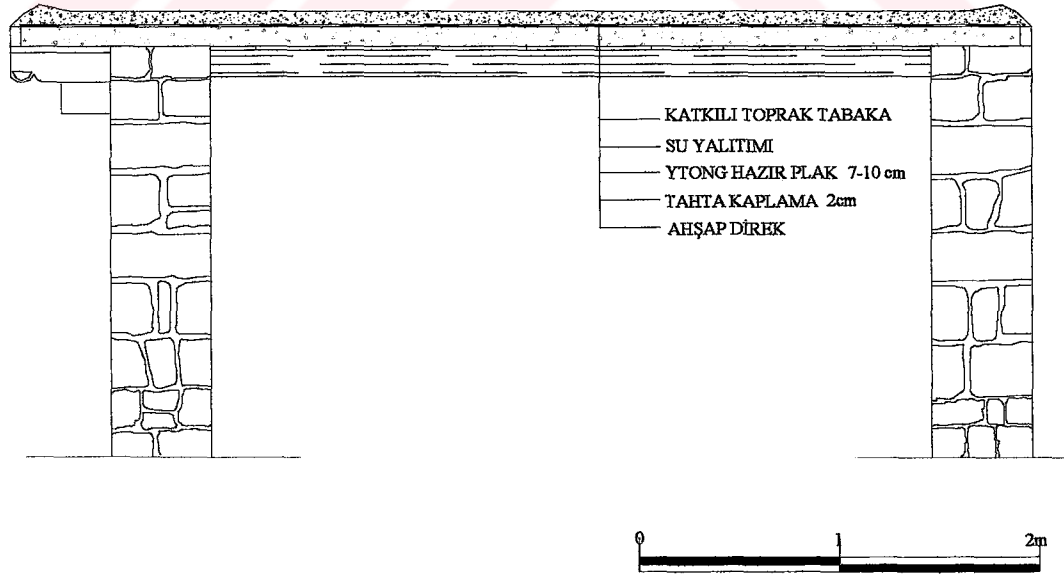 KATKILI TOPRAK TABAKA
SU YALITIMI
YTONG HAZIR PLAK 7-10 cm
TAHTA KAPLAMA 2cm
AHŞAP DİREK
0 1 2m